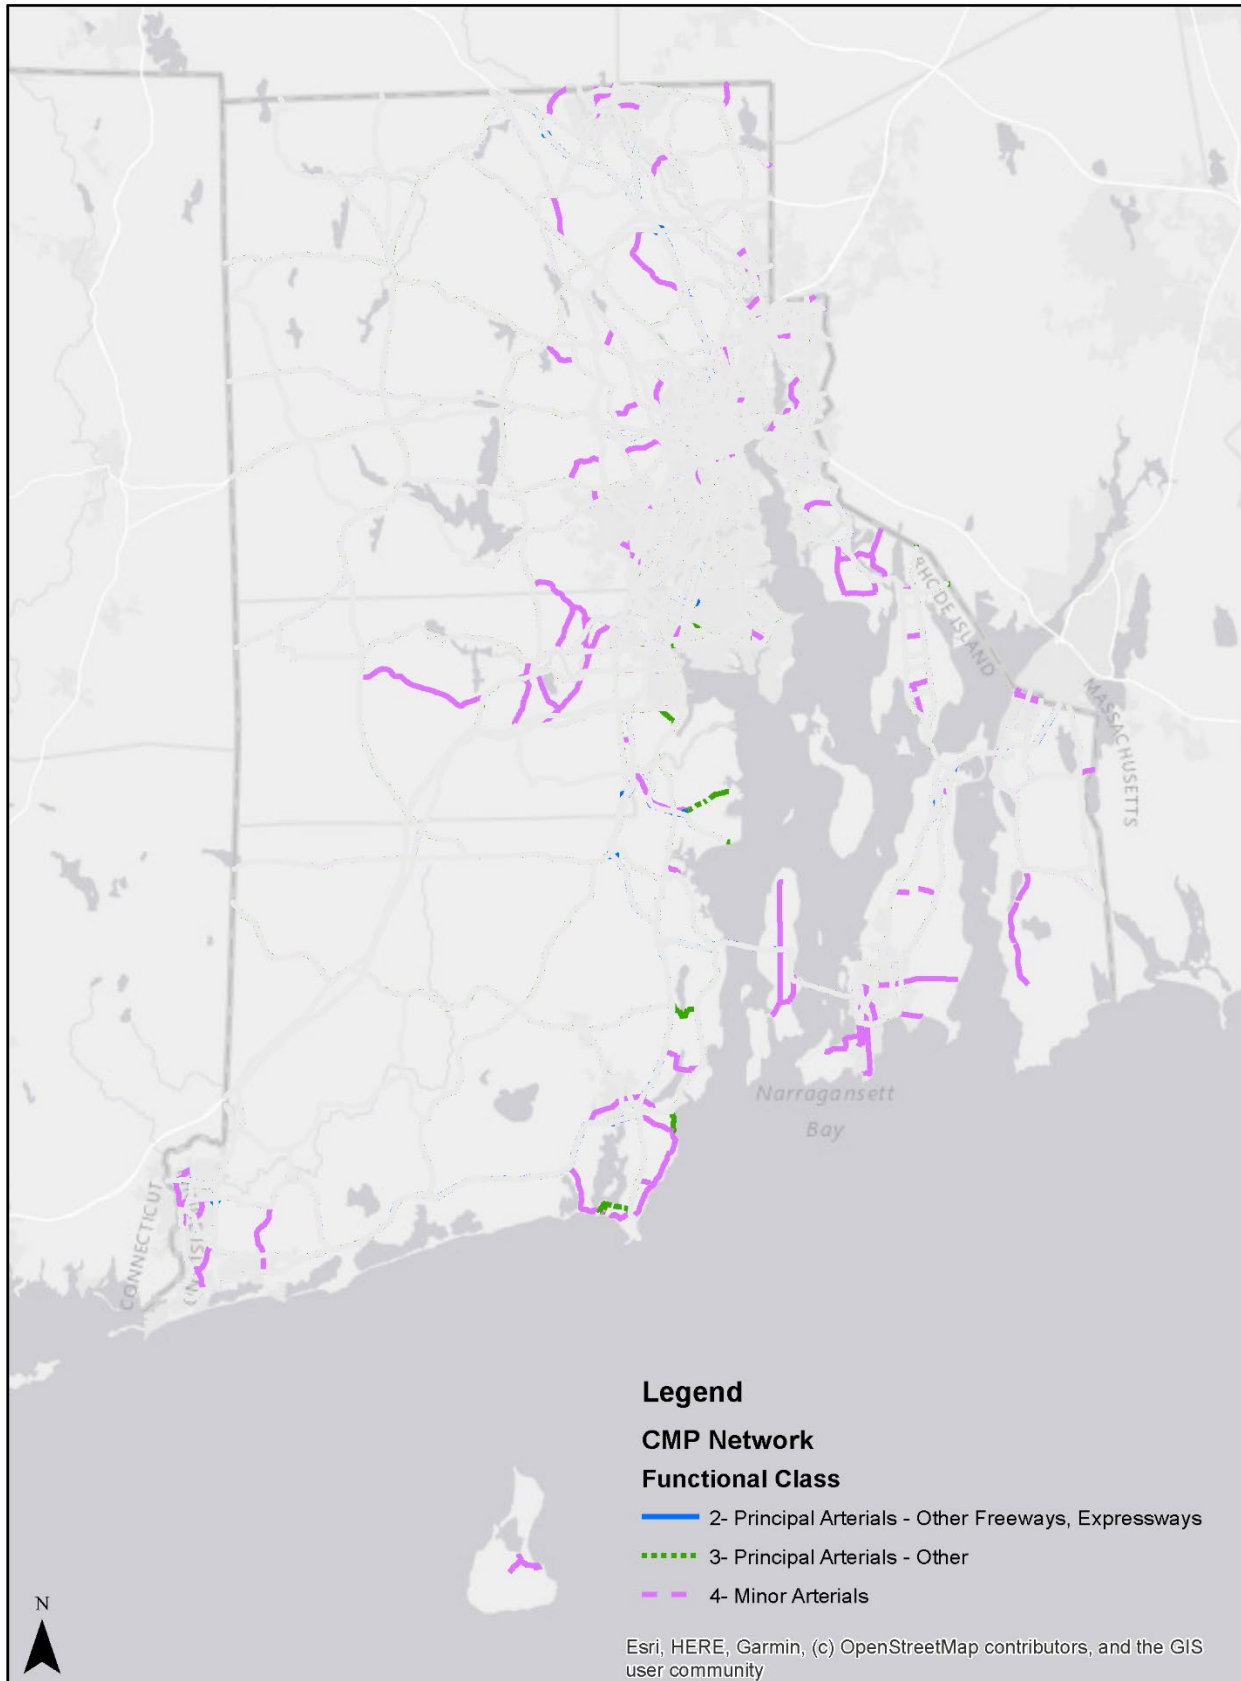 RHODE ISLAND
MASSACHUSETTS
Narragansett
Bay
CONNECTICUT
Legend
CMP Network
Functional Class
2- Principal Arterials - Other Freeways, Expressways
3- Principal Arterials - Other
4- Minor Arterials
N
Esri, HERE, Garmin, (c) OpenStreetMap contributors, and the GIS
user community